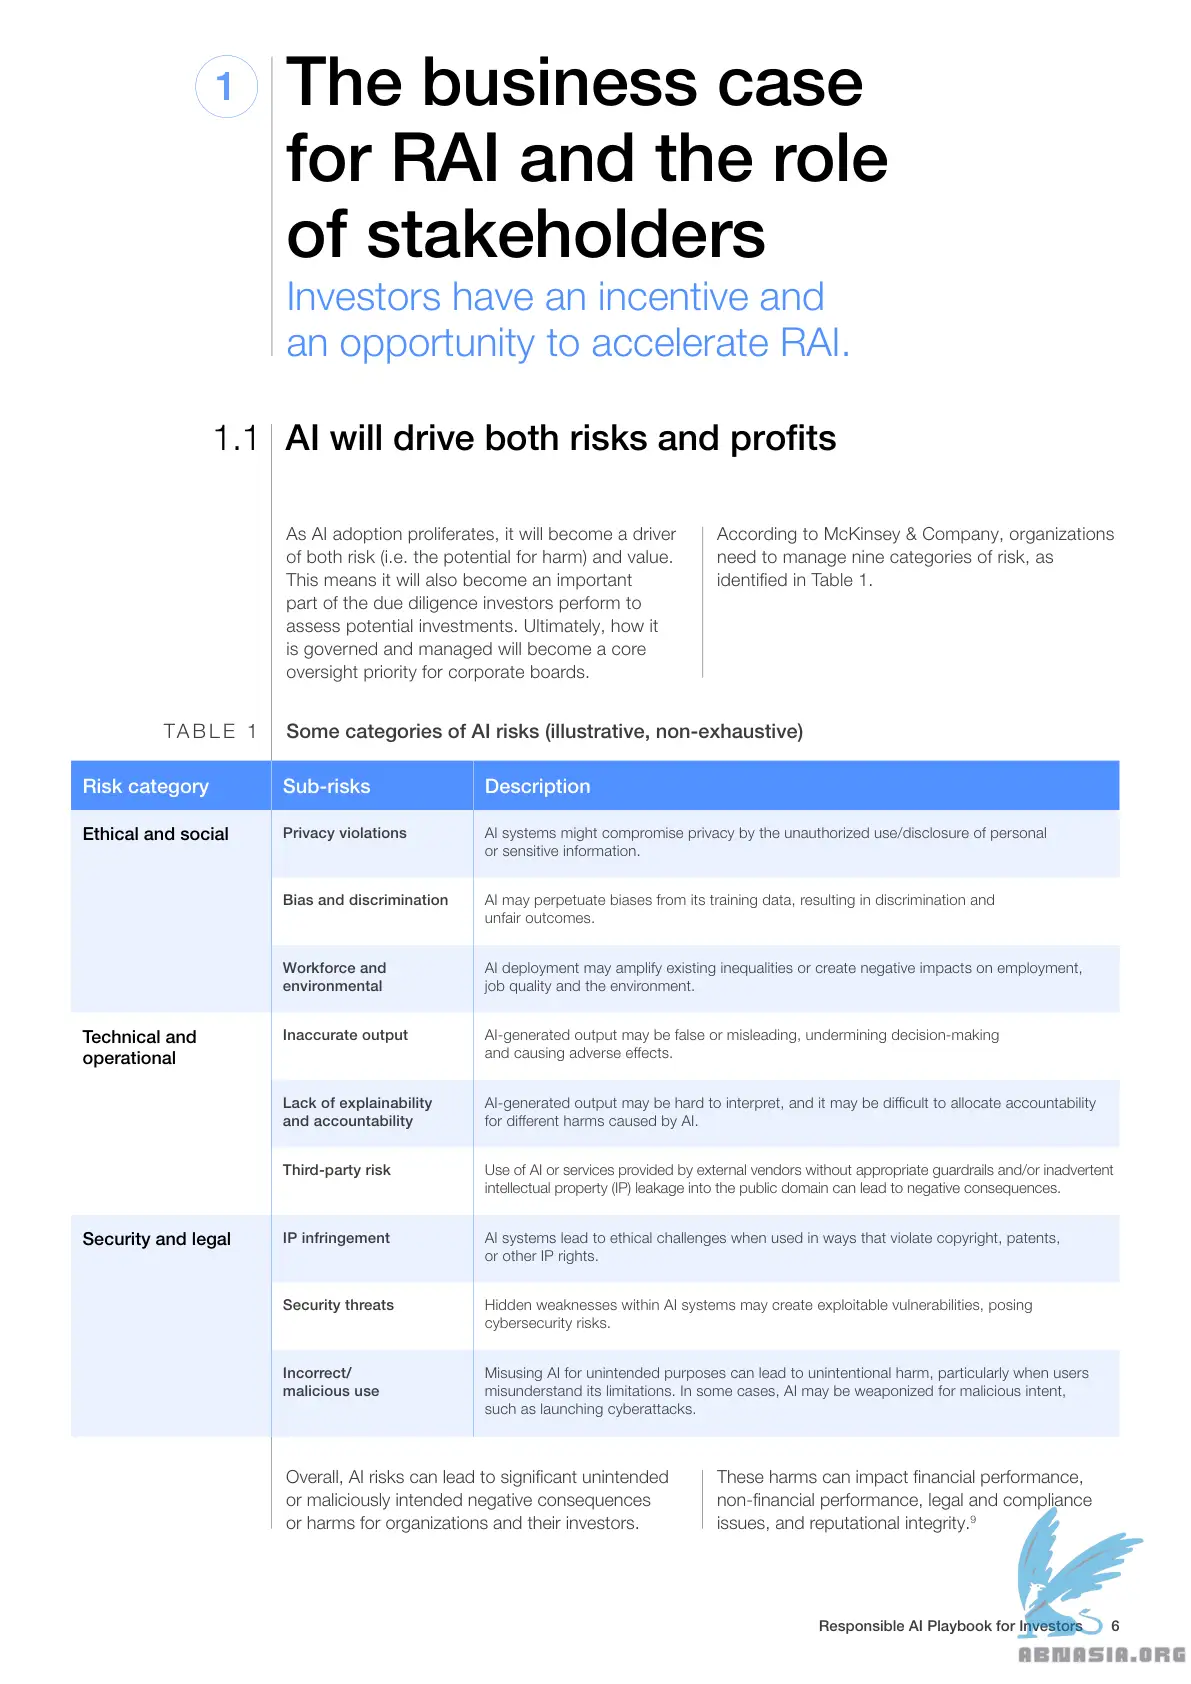 1
The business case
for RAI and the role
of stakeholders
Investors have an incentive and
an opportunity to accelerate RAI.
1.1
AI will drive both risks and profits
As AI adoption proliferates, it will become a driver
of both risk (i.e. the potential for harm) and value.
This means it will also become an important
part of the due diligence investors perform to
assess potential investments. Ultimately, how it
is governed and managed will become a core
oversight priority for corporate boards.
According to McKinsey & Company, organizations
need to manage nine categories of risk, as
identified in Table 1.
TABLE 1
Some categories of AI risks (illustrative, non-exhaustive)
Risk category
Sub-risks
Description
Ethical and social
Privacy violations
AI systems might compromise privacy by the unauthorized use/disclosure of personal
or sensitive information.
Bias and discrimination
AI may perpetuate biases from its training data, resulting in discrimination and
unfair outcomes.
Workforce and
environmental
AI deployment may amplify existing inequalities or create negative impacts on employment,
job quality and the environment.
Technical and
operational
Inaccurate output
AI-generated output may be false or misleading, undermining decision-making
and causing adverse effects.
Lack of explainability
and accountability
AI-generated output may be hard to interpret, and it may be difficult to allocate accountability
for different harms caused by AI.
Third-party risk
Use of AI or services provided by external vendors without appropriate guardrails and/or inadvertent
intellectual property (IP) leakage into the public domain can lead to negative consequences.
Security and legal
IP infringement
AI systems lead to ethical challenges when used in ways that violate copyright, patents,
or other IP rights.
Security threats
Hidden weaknesses within AI systems may create exploitable vulnerabilities, posing
cybersecurity risks.
Incorrect/
malicious use
Misusing AI for unintended purposes can lead to unintentional harm, particularly when users
misunderstand its limitations. In some cases, AI may be weaponized for malicious intent,
such as launching cyberattacks.
Overall, AI risks can lead to significant unintended
or maliciously intended negative consequences
or harms for organizations and their investors.
These harms can impact financial performance,
non-financial performance, legal and compliance
issues, and reputational integrity.⁹
Responsible AI Playbook for Investors 6
ABNASIA.ORG